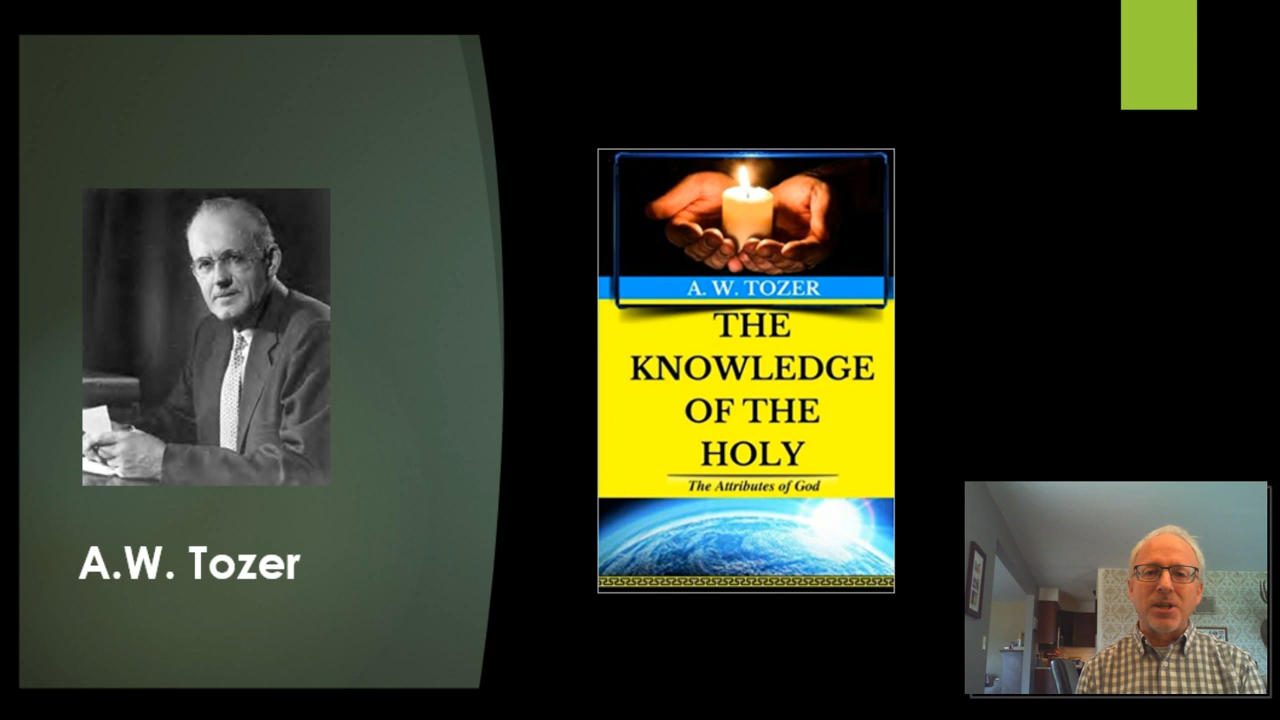 A. W. TOZER
THE
KNOWLEDGE
OF THE
HOLY
The Attributes of God
A.W. Tozer